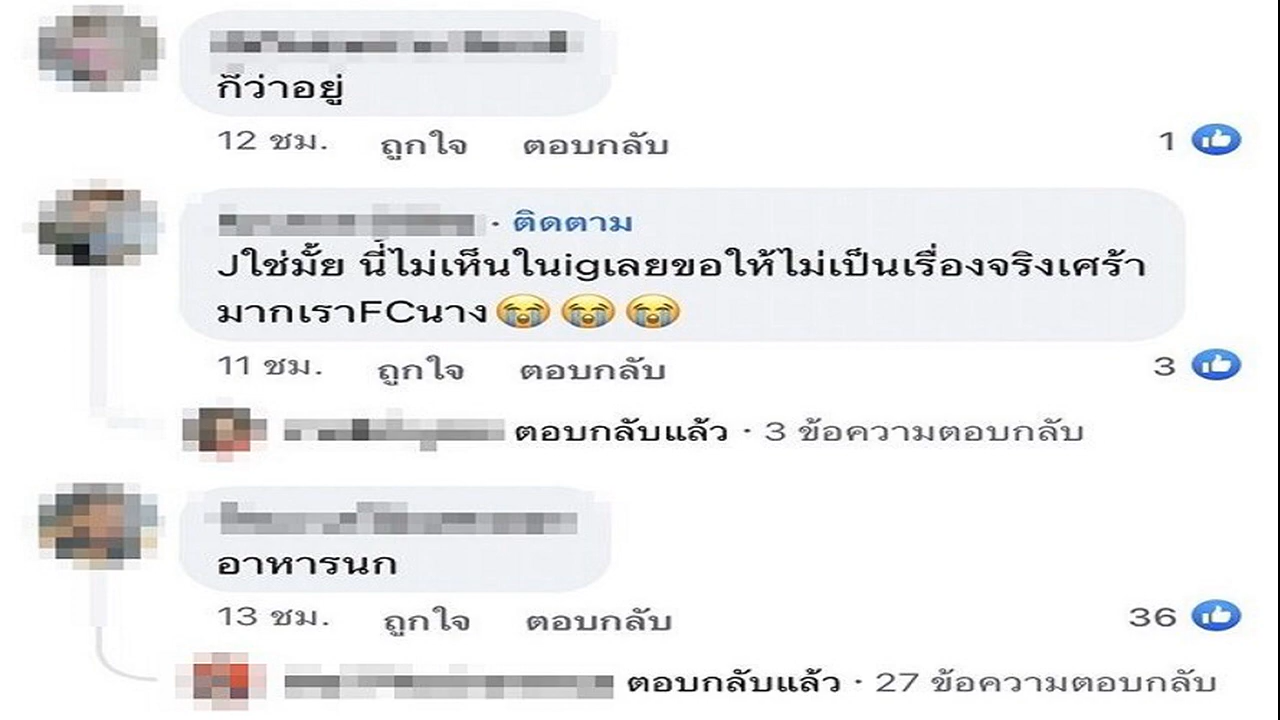 ก็ว่าอยู่
12 ชม. ถูกใจ ตอบกลับ 1
· ติดตาม
Jใช่มั้ย นี่ไม่เห็นในigเลยขอให้ไม่เป็นเรื่องจริงเศร้า
มากเราFCนาง😭😭😭
11 ชม. ถูกใจ ตอบกลับ 3
ตอบกลับแล้ว · 3 ข้อความตอบกลับ
อาหารนก
13 ชม. ถูกใจ ตอบกลับ 36
ตอบกลับแล้ว · 27 ข้อความตอบกลับ